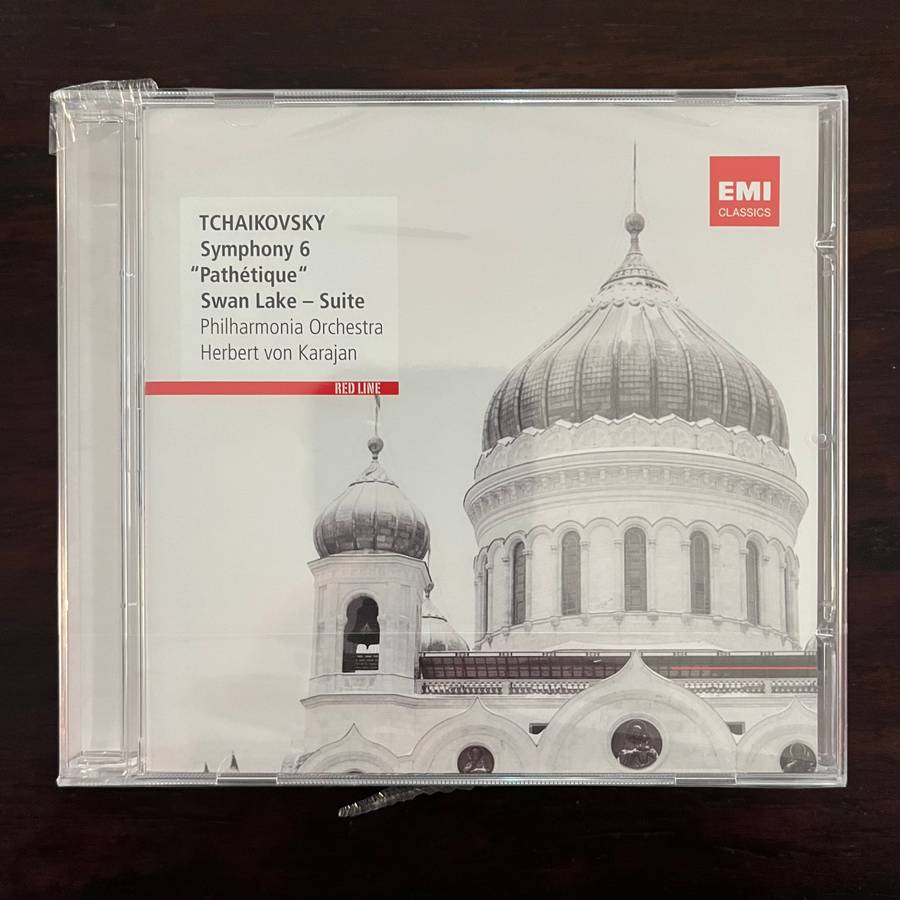 EMI
CLASSICS
TCHAIKOVSKY
Symphony 6
“Pathétique“
Swan Lake – Suite
Philharmonia Orchestra
Herbert von Karajan
RED LINE